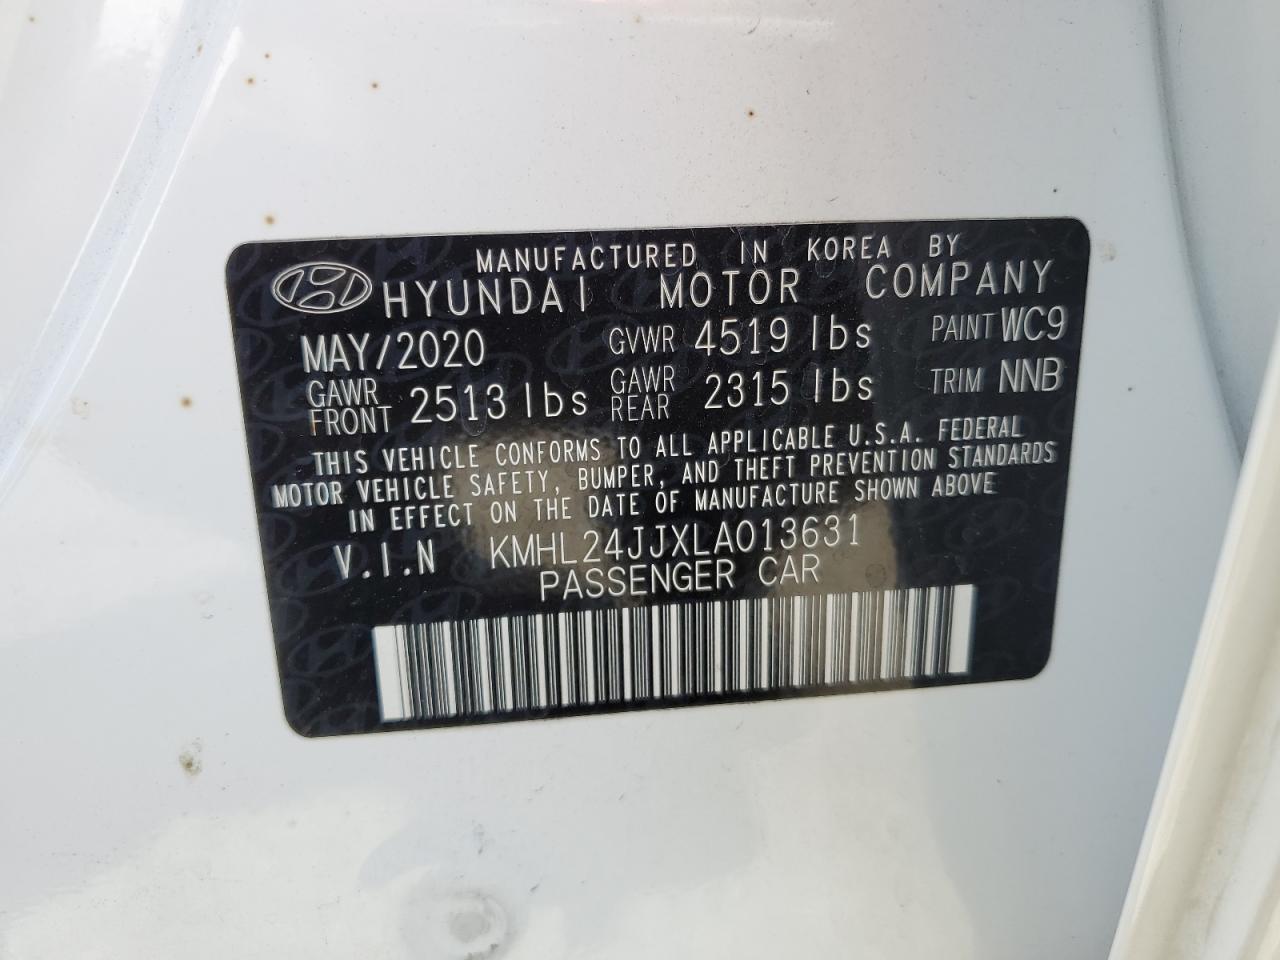 MANUFACTURED IN KOREA BY
HYUNDAI MOTOR COMPANY
MAY/2020 GVWR 4519 lbs PAINT WC9
GAWR FRONT 2513 lbs GAWR REAR 2315 lbs TRIM NNB
THIS VEHICLE CONFORMS TO ALL APPLICABLE U.S.A. FEDERAL
MOTOR VEHICLE SAFETY, BUMPER, AND THEFT PREVENTION STANDARDS
IN EFFECT ON THE DATE OF MANUFACTURE SHOWN ABOVE
V.I.N KMHL24JJXLA013631
PASSENGER CAR